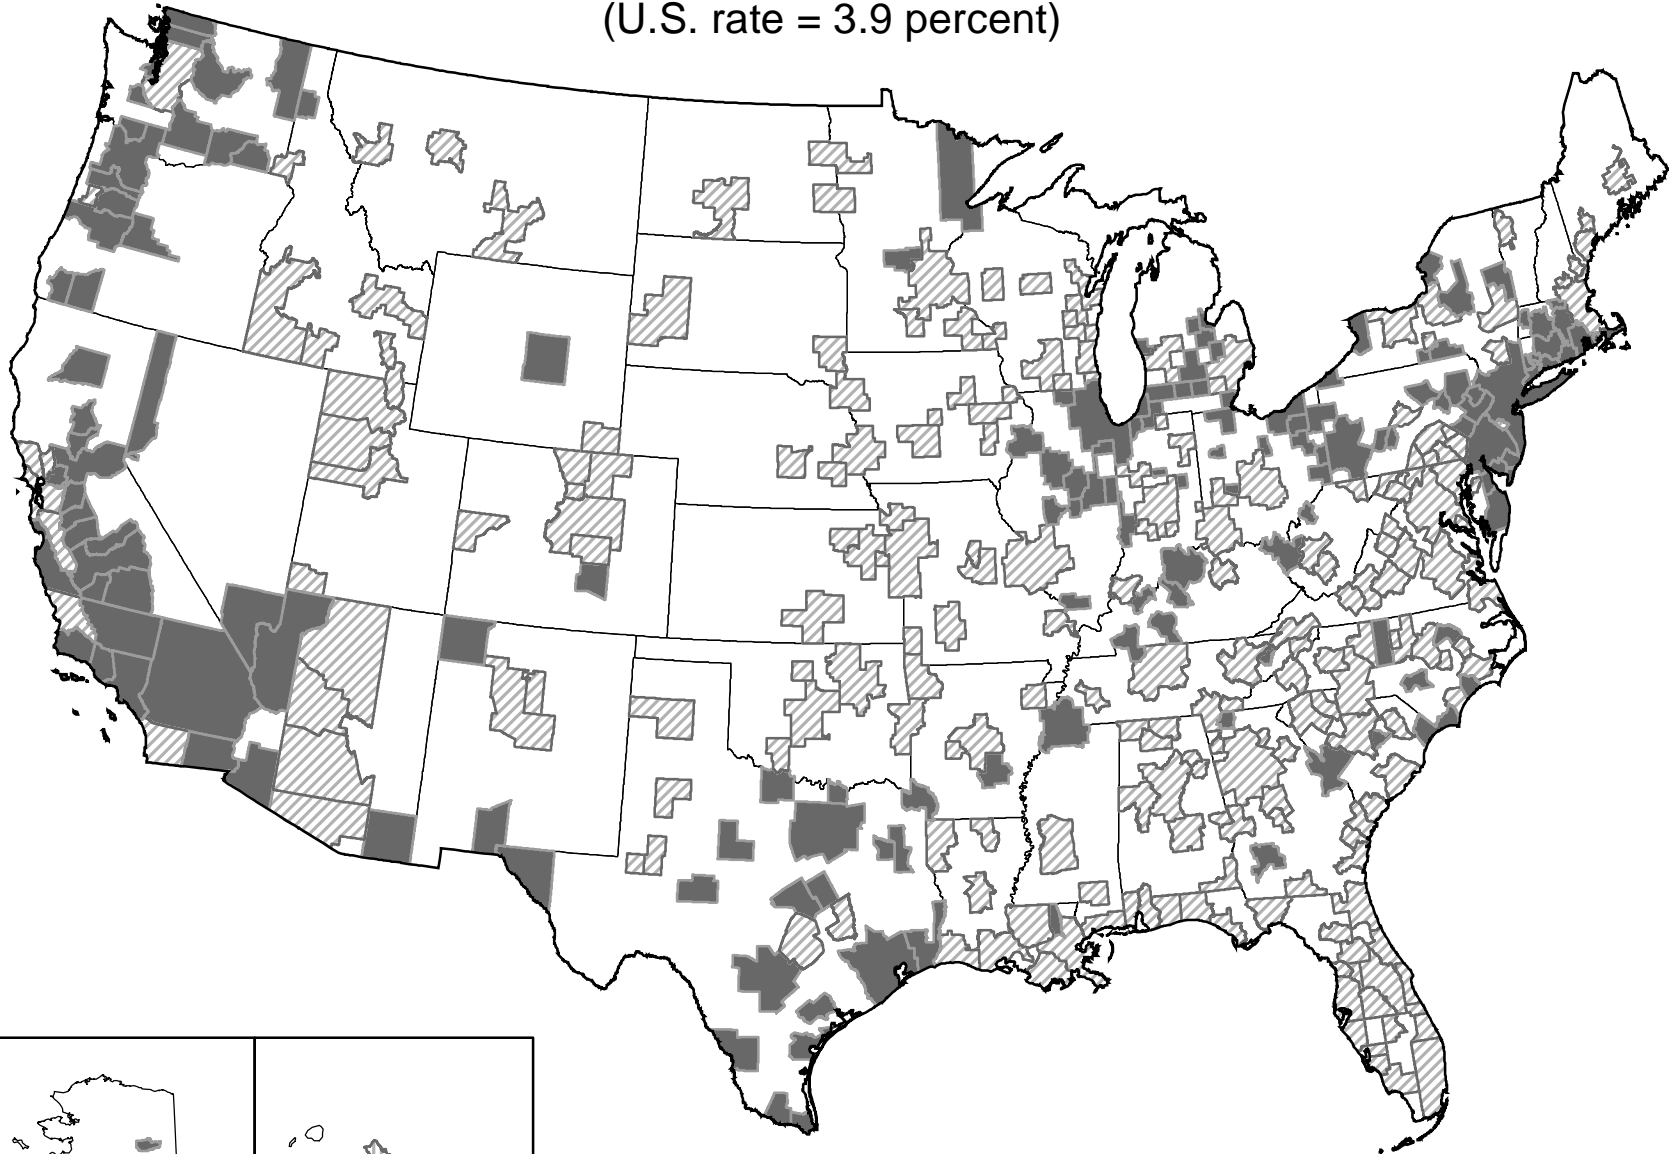 (U.S. rate = 3.9 percent)